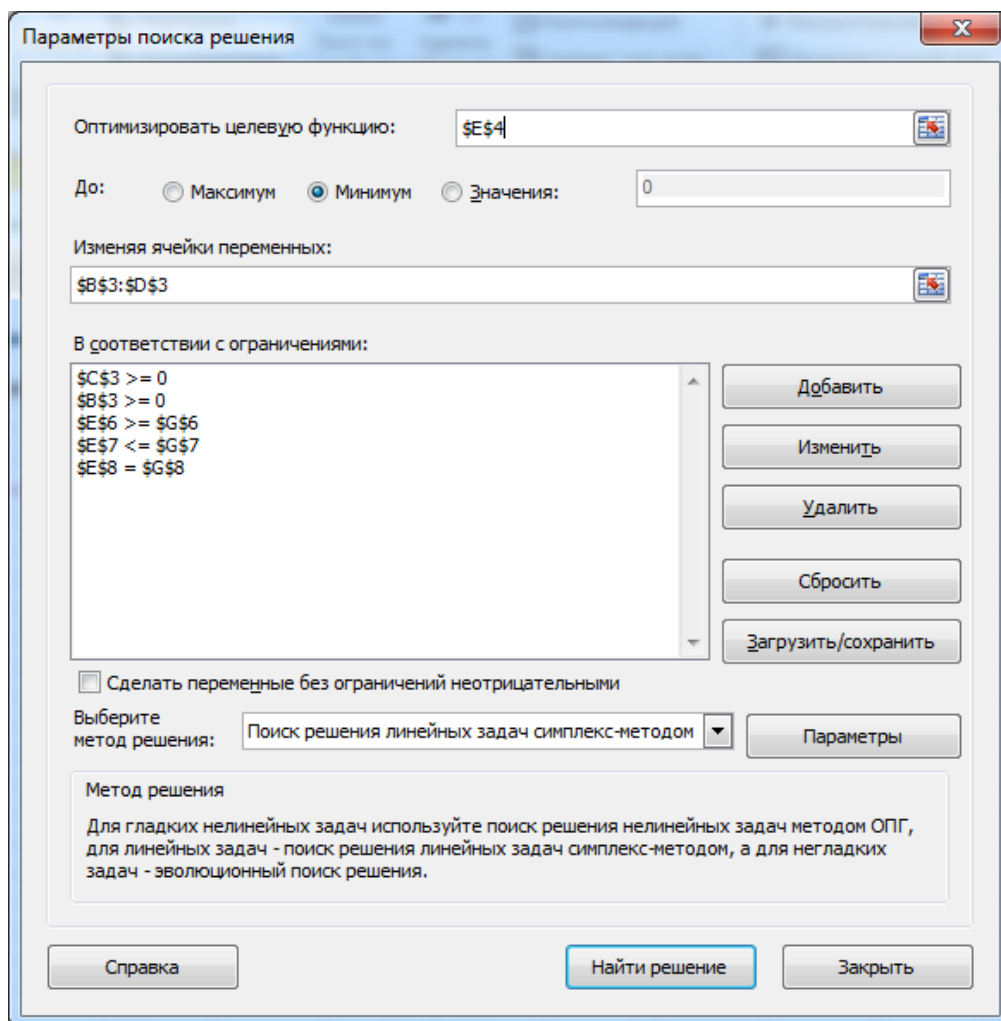 Параметры поиска решения
Оптимизировать целевую функцию:
$E$4
До:
Максимум
Минимум
Значения:
0
Изменяя ячейки переменных:
$B$3:$D$3
В соответствии с ограничениями:
$C$3 >= 0
$B$3 >= 0
$E$6 >= $G$6
$E$7 <= $G$7
$E$8 = $G$8
Добавить
Изменить
Удалить
Сбросить
Загрузить/сохранить
Сделать переменные без ограничений неотрицательными
Выберите
метод решения:
Поиск решения линейных задач симплекс-методом
Параметры
Метод решения
Для гладких нелинейных задач используйте поиск решения нелинейных задач методом ОПГ,
для линейных задач - поиск решения линейных задач симплекс-методом, а для негладких
задач - эволюционный поиск решения.
Справка
Найти решение
Закрыть